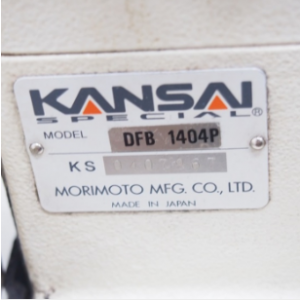 KANSAI
SPECIAL®
MODEL DFB 1404P
KS
MORIMOTO MFG. CO., LTD.
MADE IN JAPAN